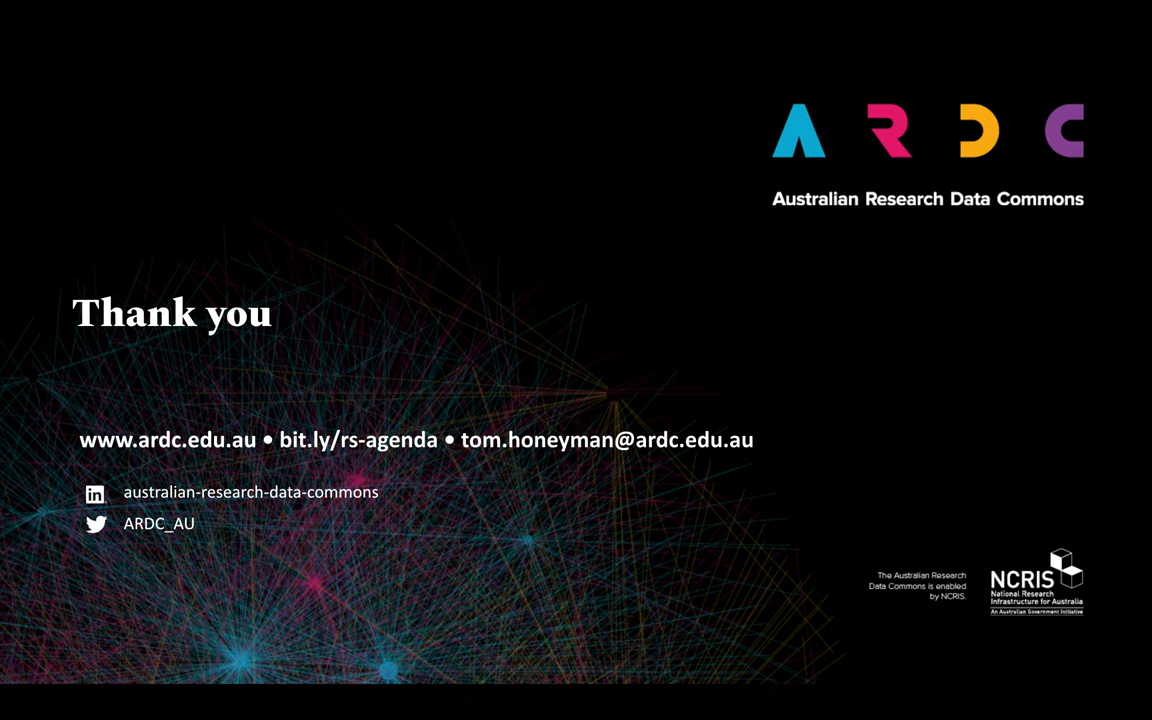 ARDC
Australian Research Data Commons
Thank you
www.ardc.edu.au • bit.ly/rs-agenda • tom.honeyman@ardc.edu.au
in australian-research-data-commons
ARDC_AU
The Australian Research
Data Commons is enabled
by NCRIS.
NCRIS
National Research
Infrastructure for Australia
An Australian Government Initiative